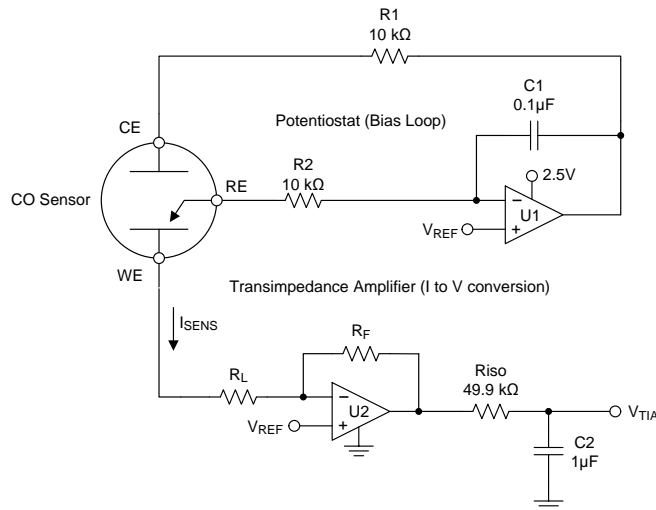 R1
10 kΩ
C1
0.1µF
Potentiostat (Bias Loop)
CE
R2
10 kΩ
RE
2.5V
CO Sensor
−
U1
VREF
+
WE
Transimpedance Amplifier (I to V conversion)
ISENS
RF
RL
Riso
49.9 kΩ
−
U2
VREF
+
VTIA
C2
1µF